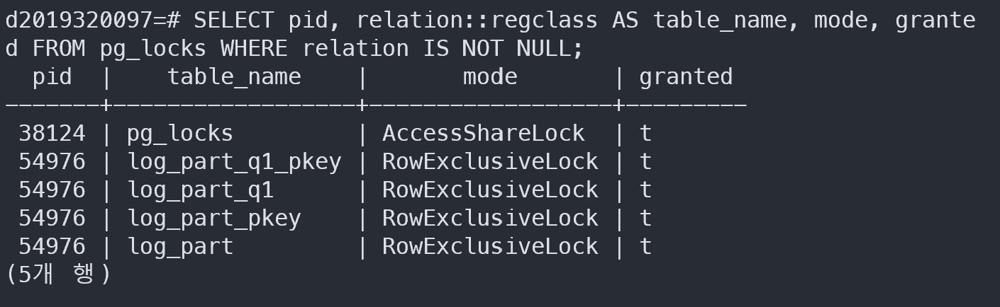 d2019320097=# SELECT pid, relation::regclass AS table_name, mode, grante
d FROM pg_locks WHERE relation IS NOT NULL;
  pid  |    table_name    |       mode       | granted
-------+------------------+------------------+---------
 38124 | pg_locks         | AccessShareLock  | t
 54976 | log_part_q1_pkey | RowExclusiveLock | t
 54976 | log_part_q1      | RowExclusiveLock | t
 54976 | log_part_pkey    | RowExclusiveLock | t
 54976 | log_part         | RowExclusiveLock | t
(5개 행)